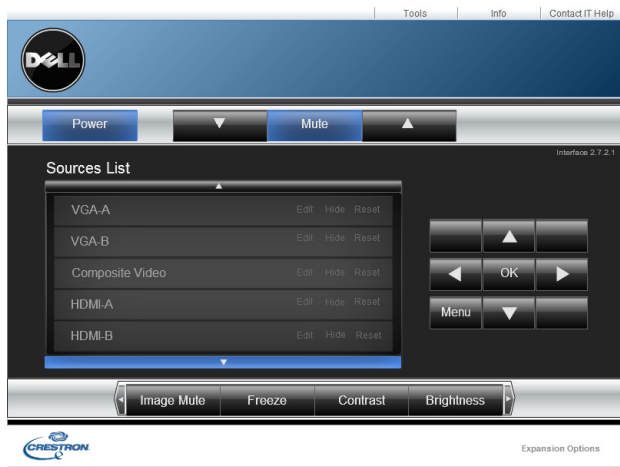 Tools Info Contact IT Help
DELL
Power Mute
Interface 2.7.2.1
Sources List
VGA-A Edit Hide Reset
VGA-B Edit Hide Reset
Composite Video Edit Hide Reset
OK
HDMI-A Edit Hide Reset
Menu
HDMI-B Edit Hide Reset
Image Mute Freeze Contrast Brightness
CRESTRON Expansion Options